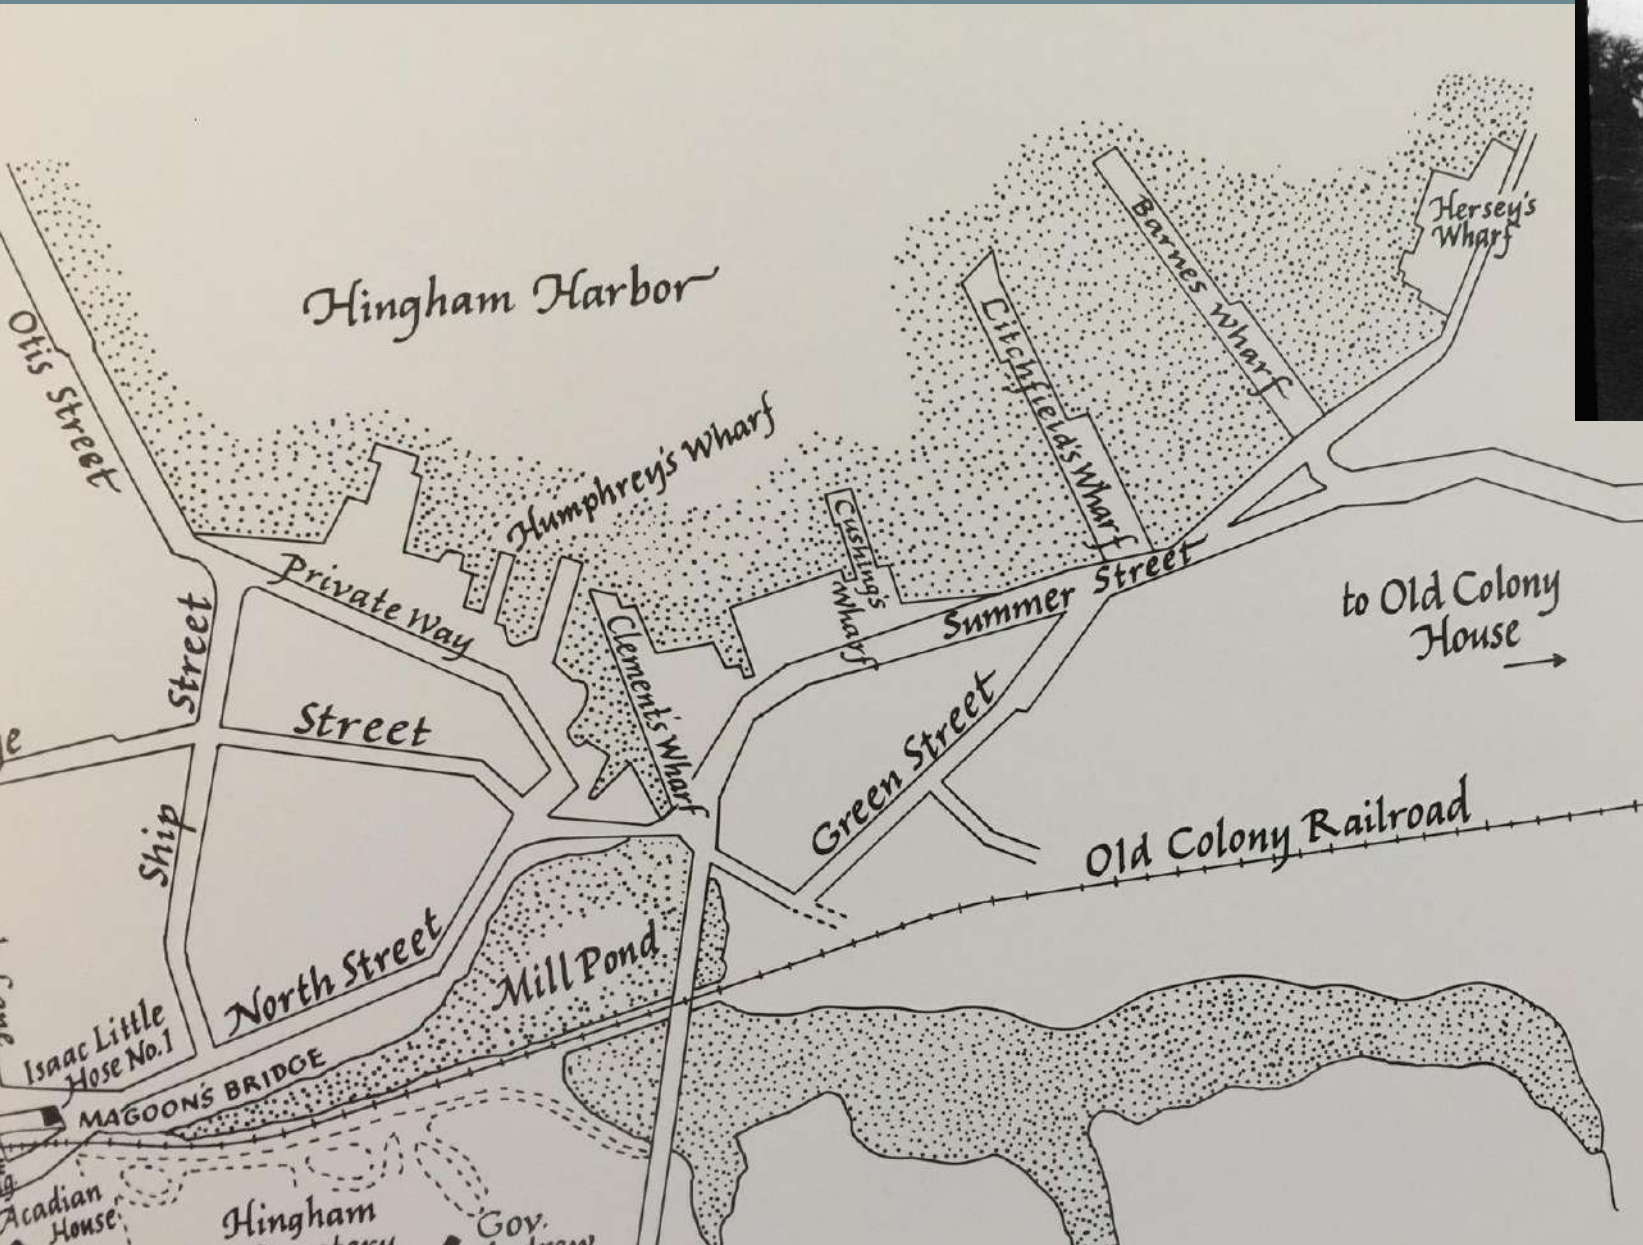 Hersey's
Wharf
Barnes Wharf
Hingham Harbor
Litchfield's Wharf
Otis Street
Humphrey's Wharf
Cushing's
Wharf
Private Way
Summer Street
to Old Colony
House
Clement's Wharf
Street
Street
Green Street
Ship
Old Colony Railroad
North Street
Mill Pond
Isaac Little
Hose No.1
MAGOON'S BRIDGE
Acadian
House
Hingham
Gov.